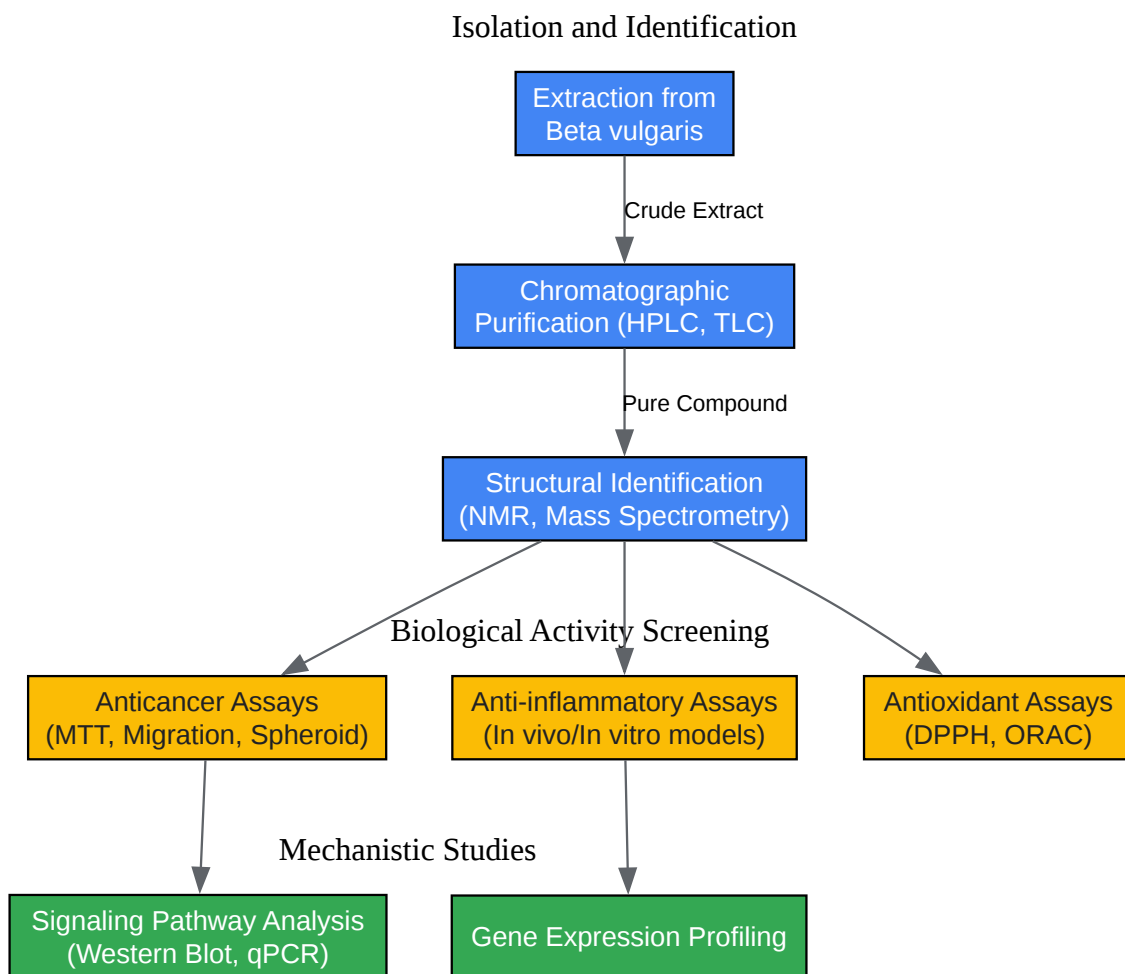 Isolation and Identification
Extraction from
Beta vulgaris
Crude Extract
Chromatographic
Purification (HPLC, TLC)
Pure Compound
Structural Identification
(NMR, Mass Spectrometry)
Biological Activity Screening
Anticancer Assays
(MTT, Migration, Spheroid)
Anti-inflammatory Assays
(In vivo/In vitro models)
Antioxidant Assays
(DPPH, ORAC)
Mechanistic Studies
Signaling Pathway Analysis
(Western Blot, qPCR)
Gene Expression Profiling